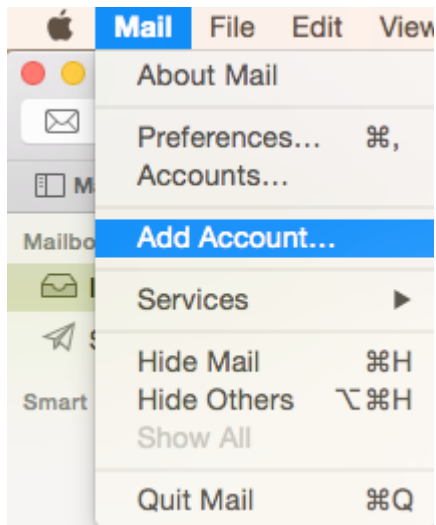 Mail File Edit View
About Mail
Preferences... ⌘,
Accounts...
Add Account...
Mailbo
Services ▶
Hide Mail ⌘H
Hide Others ⌥⌘H
Smart
Show All
Quit Mail ⌘Q